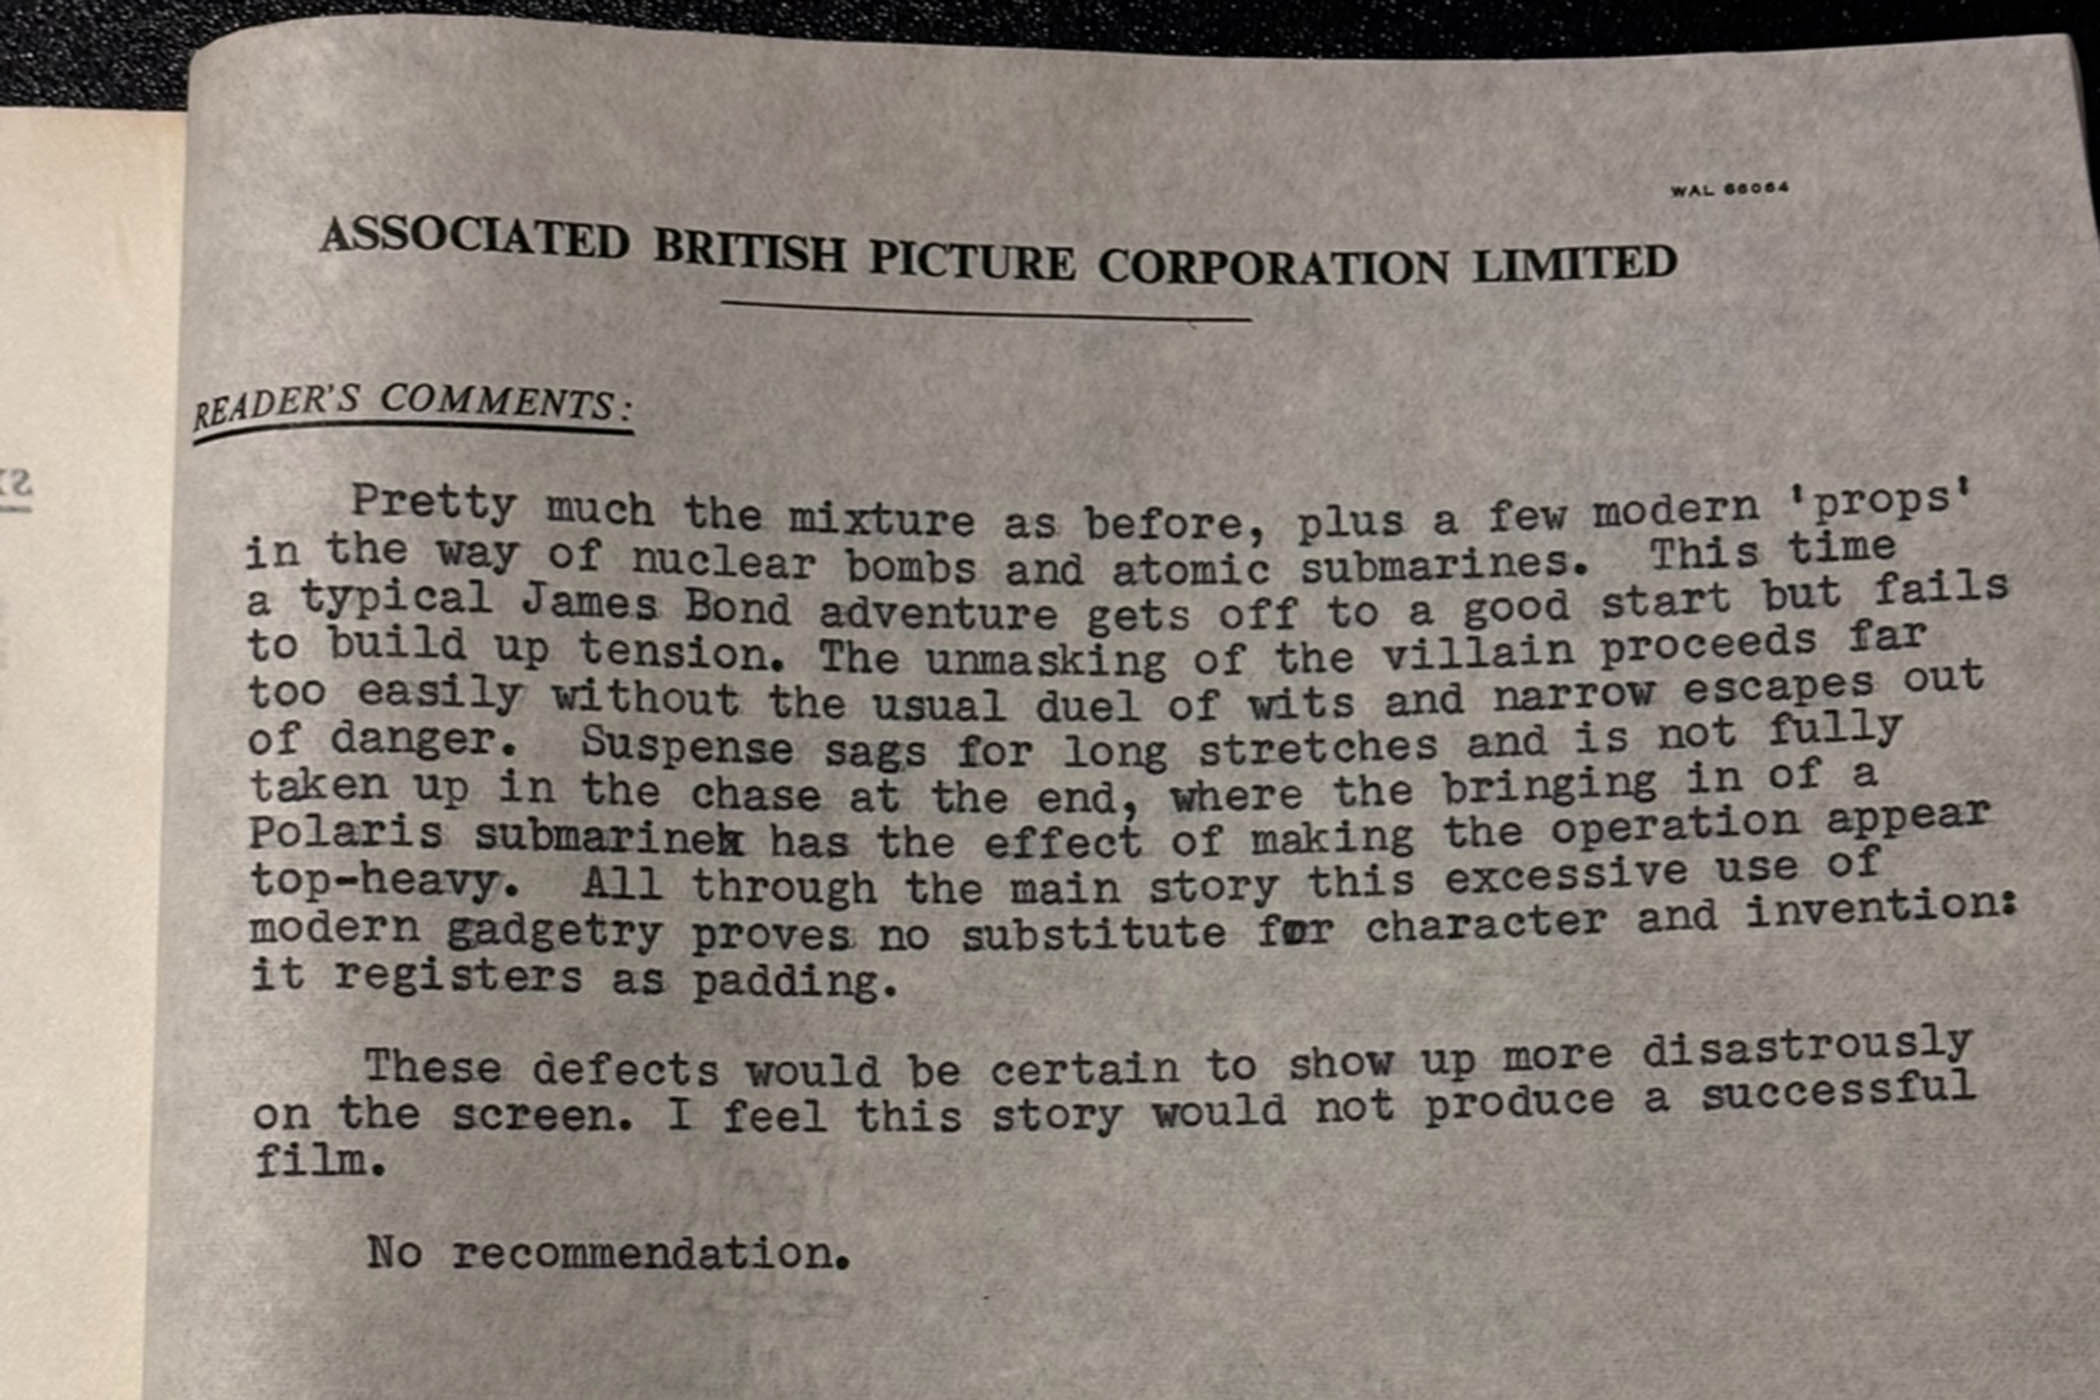 WAL 66064
ASSOCIATED BRITISH PICTURE CORPORATION LIMITED
READER'S COMMENTS:
Pretty much the mixture as before, plus a few modern 'props'
in the way of nuclear bombs and atomic submarines. This time
a typical James Bond adventure gets off to a good start but fails
to build up tension. The unmasking of the villain proceeds far
too easily without the usual duel of wits and narrow escapes out
of danger. Suspense sags for long stretches and is not fully
taken up in the chase at the end, where the bringing in of a
Polaris submarine has the effect of making the operation appear
top-heavy. All through the main story this excessive use of
modern gadgetry proves no substitute for character and invention:
it registers as padding.
These defects would be certain to show up more disastrously
on the screen. I feel this story would not produce a successful
film.
No recommendation.